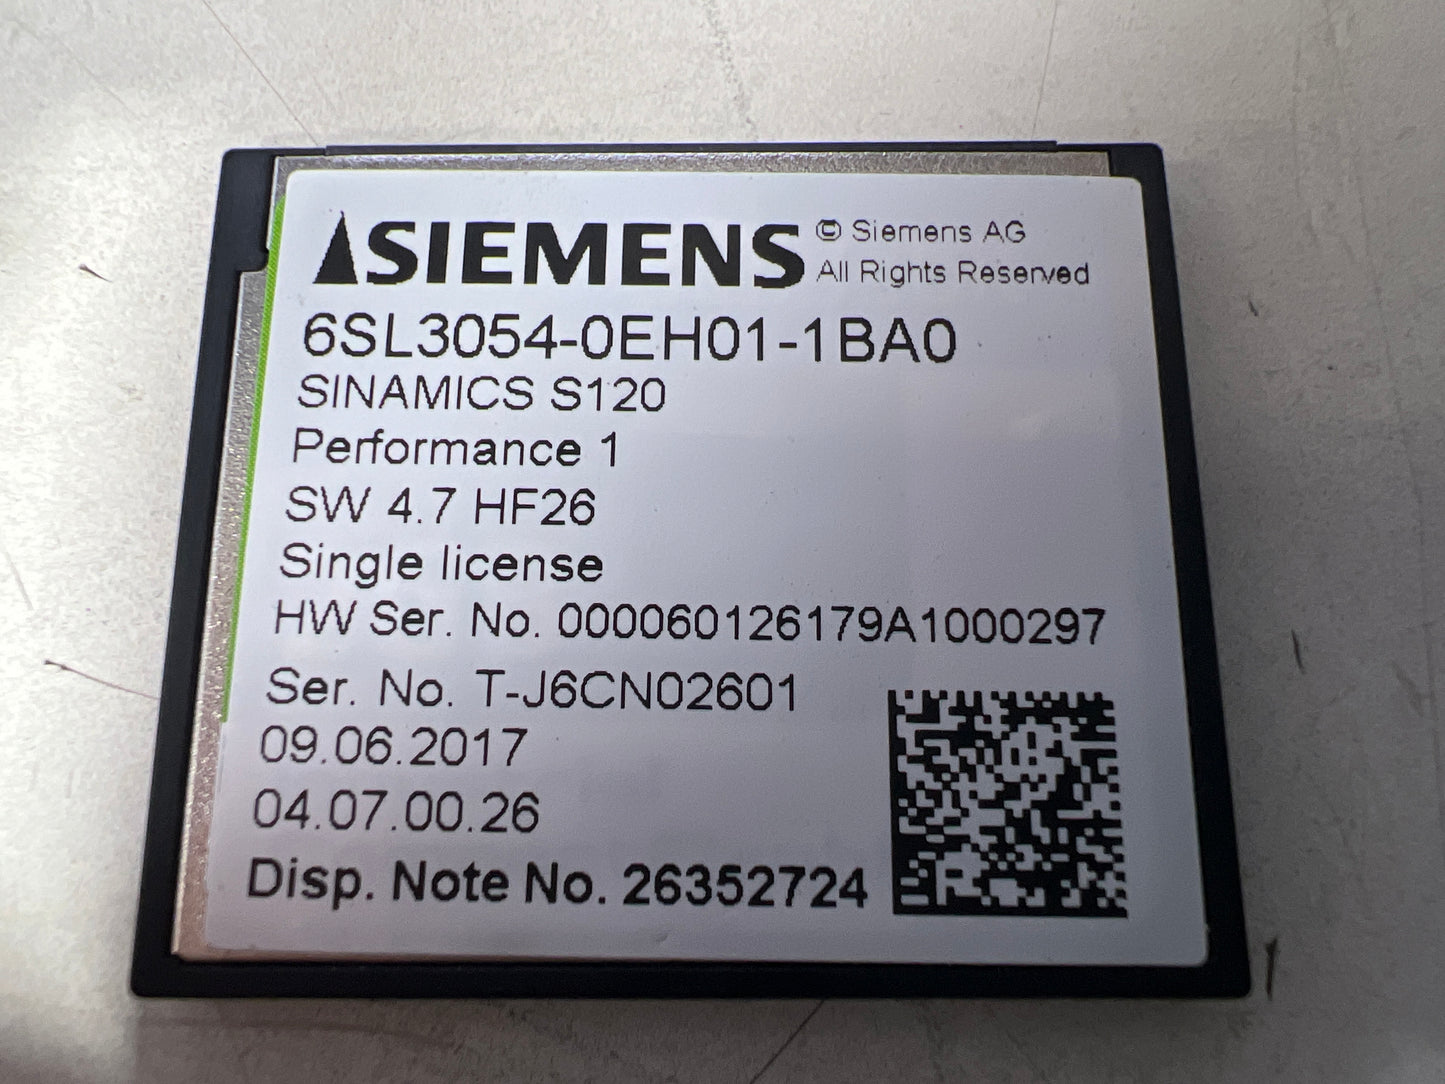 SIEMENS © Siemens AG
All Rights Reserved
6SL3054-0EH01-1BA0
SINAMICS S120
Performance 1
SW 4.7 HF26
Single license
HW Ser. No. 000060126179A1000297
Ser. No. T-J6CN02601
09.06.2017
04.07.00.26
Disp. Note No. 26352724